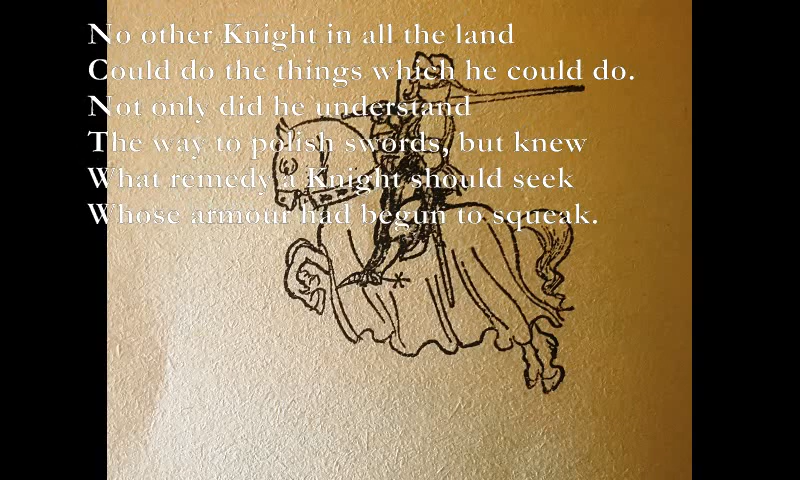 No other Knight in all the land
Could do the things which he could do.
Not only did he understand
The way to polish swords, but knew
What remedy a Knight should seek
Whose armour had begun to squeak.